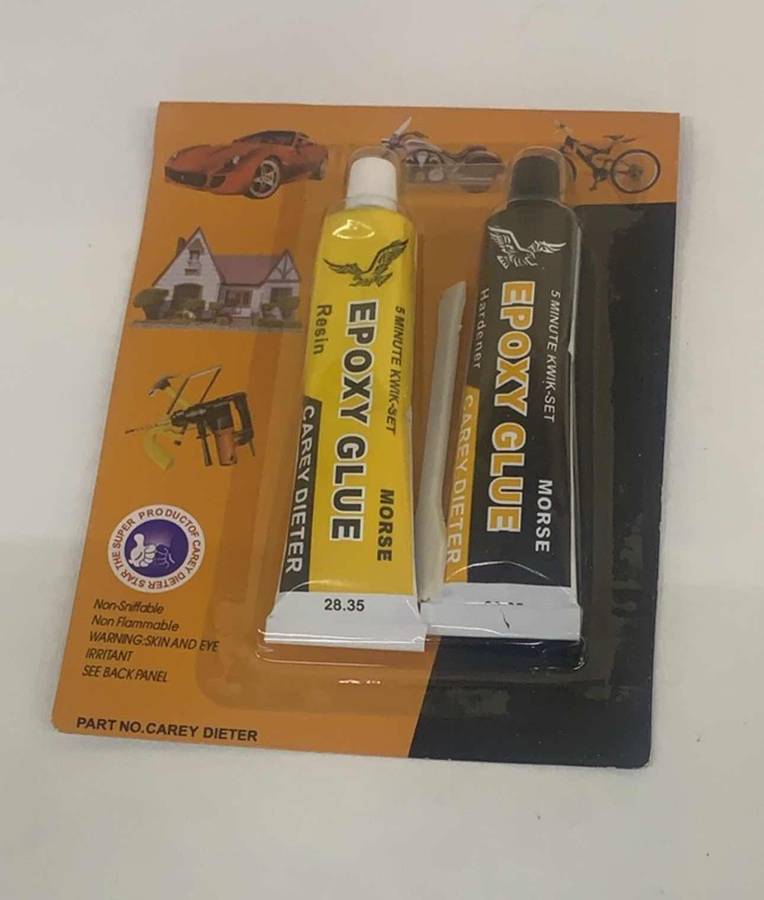 5 MINUTE KWIK-SET
EPOXY GLUE
Resin
MORSE
CAREY DIETER
28.35
5 MINUTE KWIK-SET
EPOXY GLUE
Hardener
MORSE
CAREY DIETER
STAR THE SUPER PRODUCTOF CAREY DIETER
Non-Sniffable
Non Flammable
WARNING:SKIN AND EYE
IRRITANT
SEE BACK PANEL
PART NO.CAREY DIETER